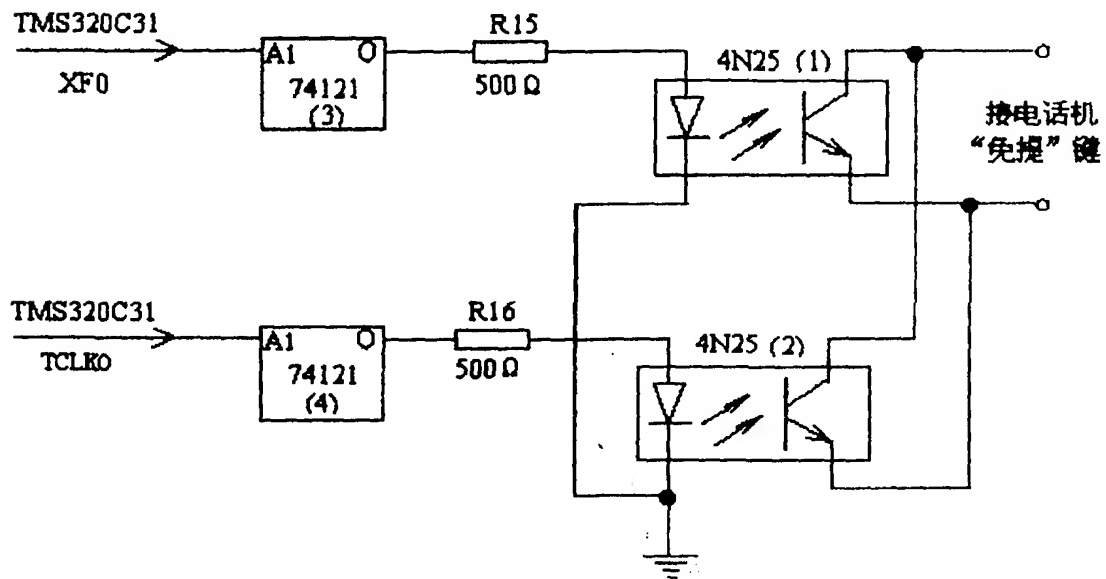 TMS320C31
XF0
A1 O
74121
(3)
R15
500Ω
4N25 (1)
接电话机
“免提”键
TMS320C31
TCLK0
A1 O
74121
(4)
R16
500Ω
4N25 (2)